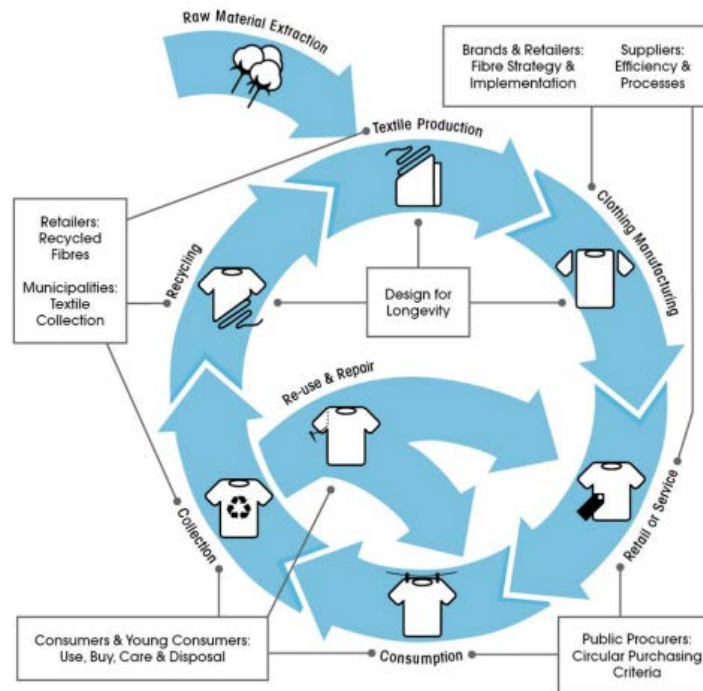 Raw Material Extraction
Brands & Retailers:
Fibre Strategy &
Implementation
Suppliers:
Efficiency &
Processes
Textile Production
Clothing Manufacturing
Retailers:
Recycled
Fibres
Municipalities:
Textile
Collection
Recycling
Design for
Longevity
Re-use & Repair
Collection
Retail or Service
Consumers & Young Consumers:
Use, Buy, Care & Disposal
Consumption
Public Procurers:
Circular Purchasing
Criteria